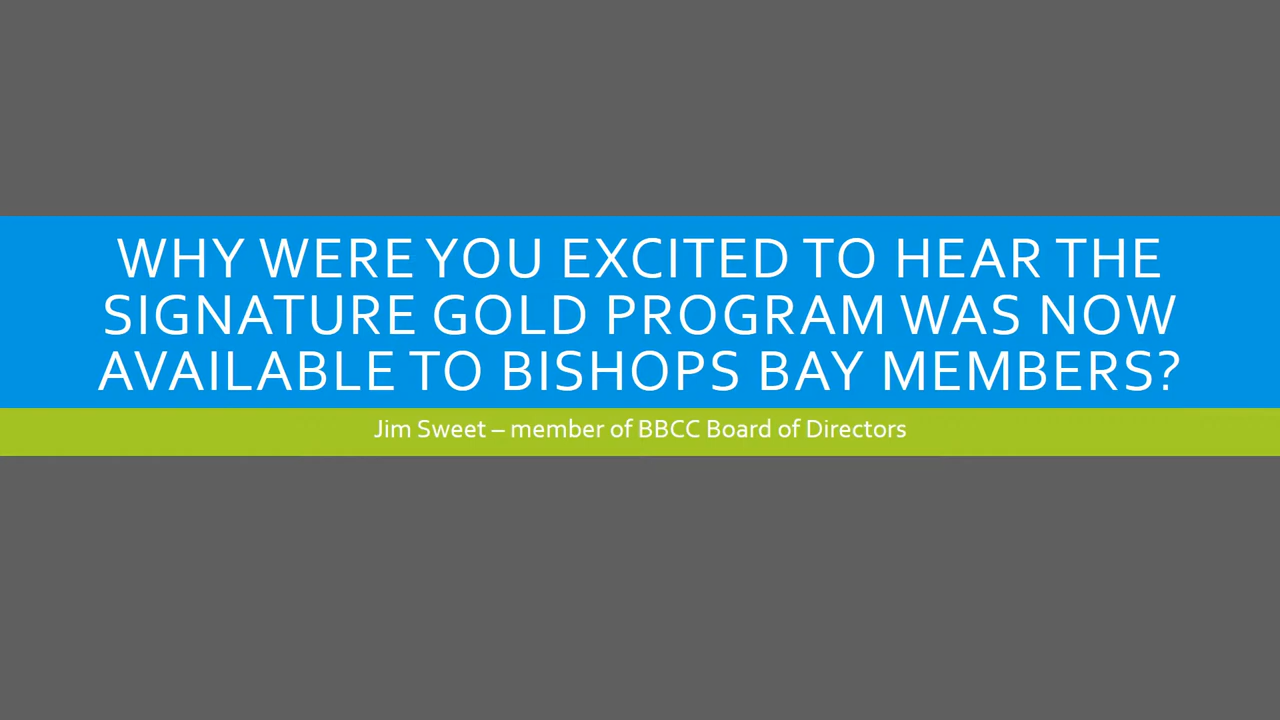 WHY WERE YOU EXCITED TO HEAR THE
SIGNATURE GOLD PROGRAM WAS NOW
AVAILABLE TO BISHOPS BAY MEMBERS?
Jim Sweet – member of BBCC Board of Directors